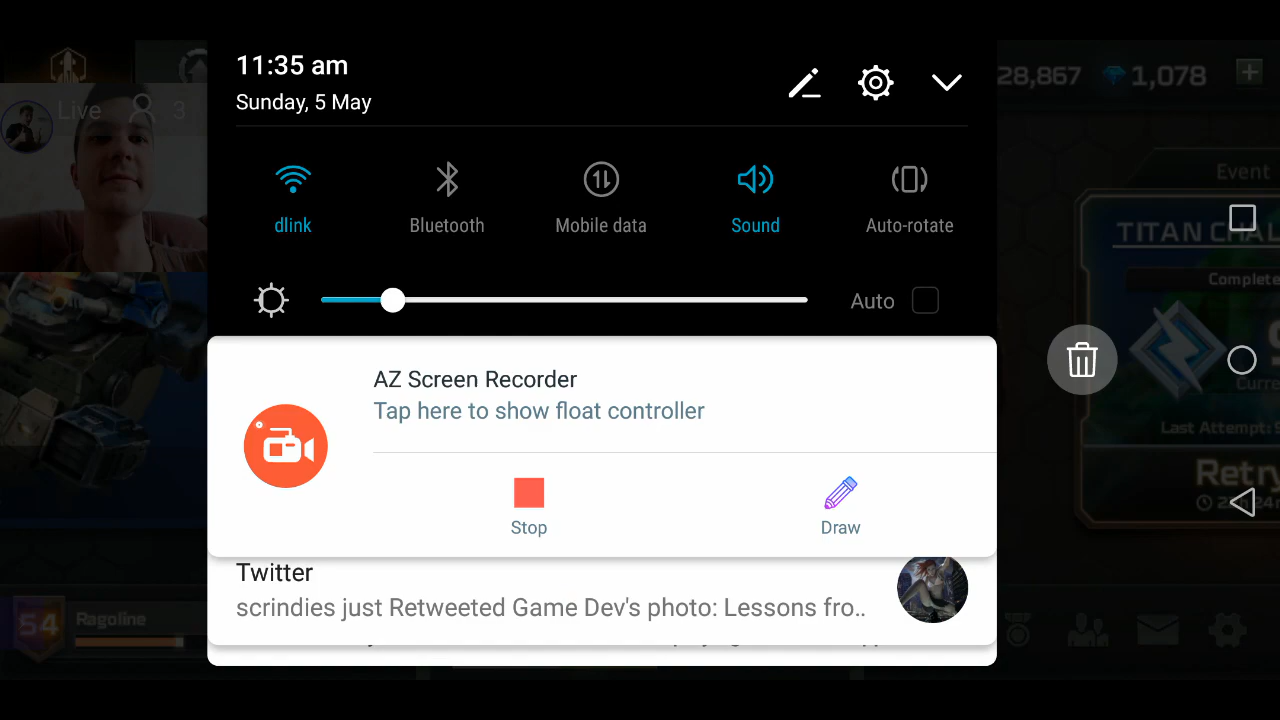 11:35 am
Sunday, 5 May
28,867
1,078
Live
3
dlink
Bluetooth
Mobile data
Sound
Auto-rotate
Event
TITAN CHAL
Complete
Auto
AZ Screen Recorder
Tap here to show float controller
Curre
Last Attempt:
Retry
Stop
Draw
Twitter
scrindies just Retweeted Game Dev's photo: Lessons fro..
54
Ragoline